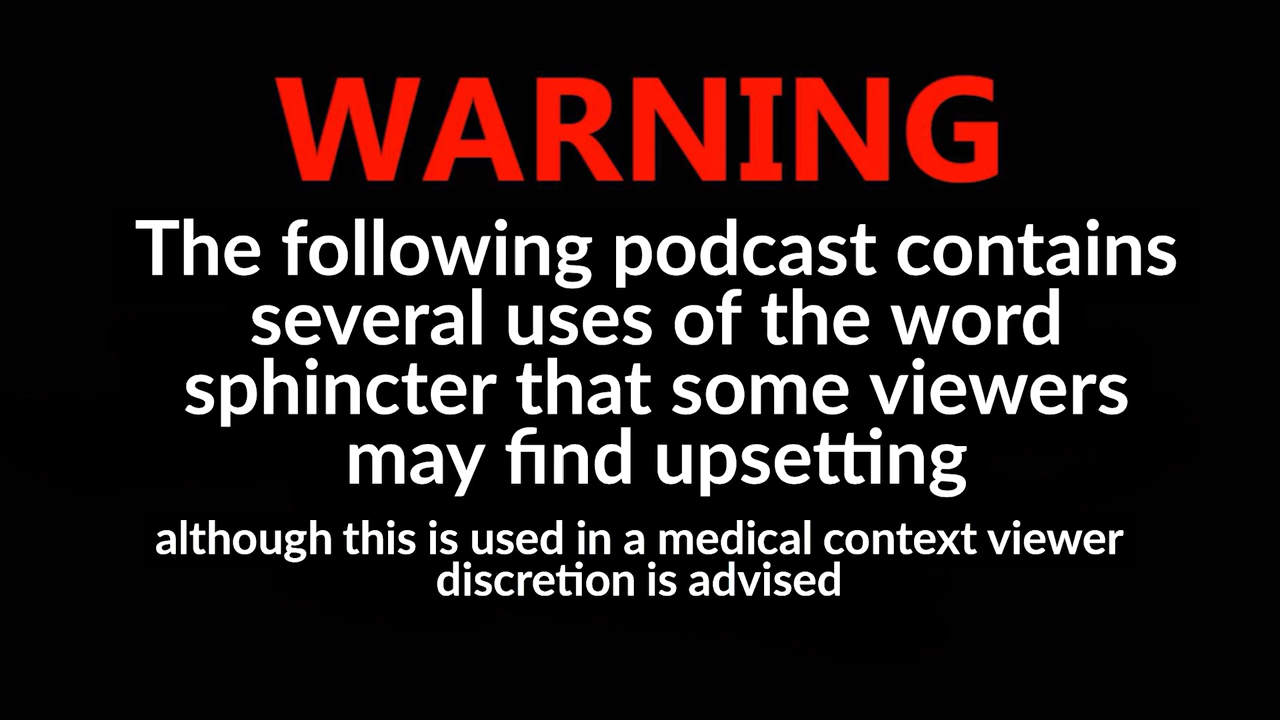 WARNING
The following podcast contains
several uses of the word
sphincter that some viewers
may find upsetting
although this is used in a medical context viewer
discretion is advised